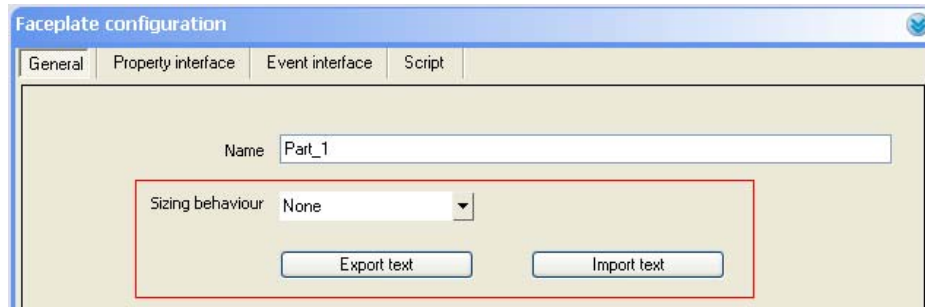 Faceplate configuration
General Property interface Event interface Script
Name Part_1
Sizing behaviour None
Export text Import text